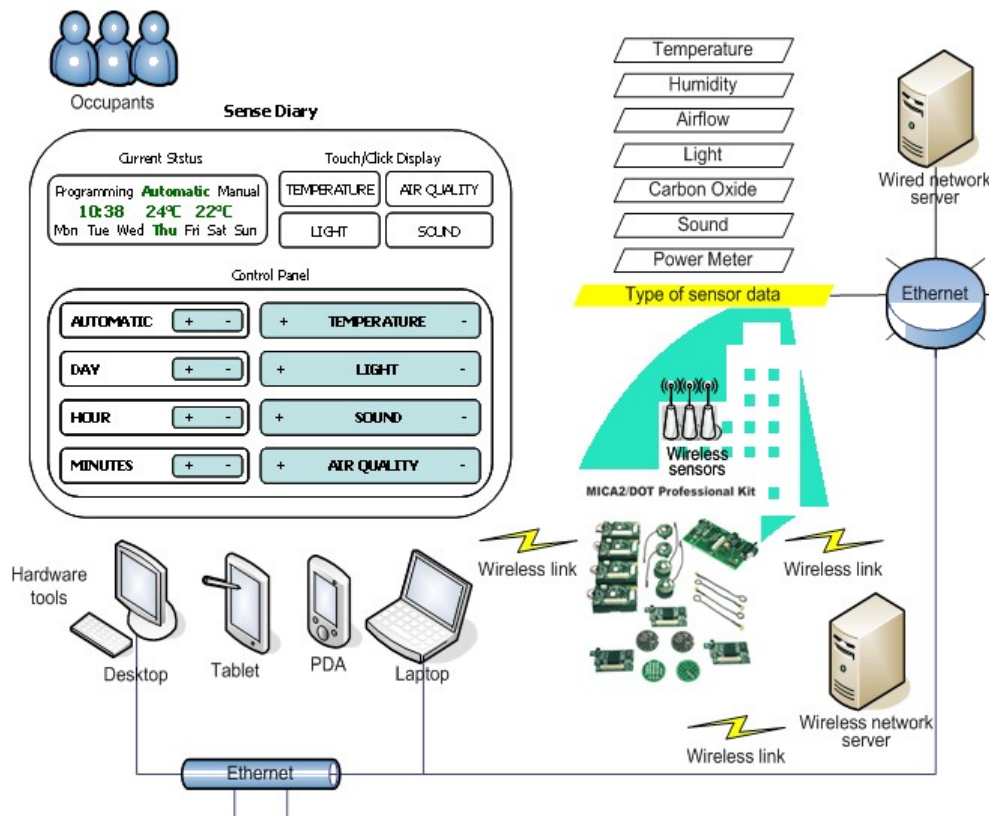 Occupants
Sense Diary
Current Ststus
Touch/Click Display
Programming Automatic Manual
10:38 24ºC 22ºC
Mon Tue Wed Thu Fri Sat Sun
TEMPERATURE
AIR QUALITY
LIGHT
SOUND
Control Panel
AUTOMATIC + -
+ TEMPERATURE -
DAY + -
+ LIGHT -
HOUR + -
+ SOUND -
MINUTES + -
+ AIR QUALITY -
Temperature
Humidity
Airflow
Light
Carbon Oxide
Sound
Power Meter
Type of sensor data
Wired network
server
Ethernet
Wireless
sensors
MICA2/DOT Professional Kit
Wireless link
Wireless link
Hardware
tools
Desktop
Tablet
PDA
Laptop
Wireless network
server
Wireless link
Ethernet